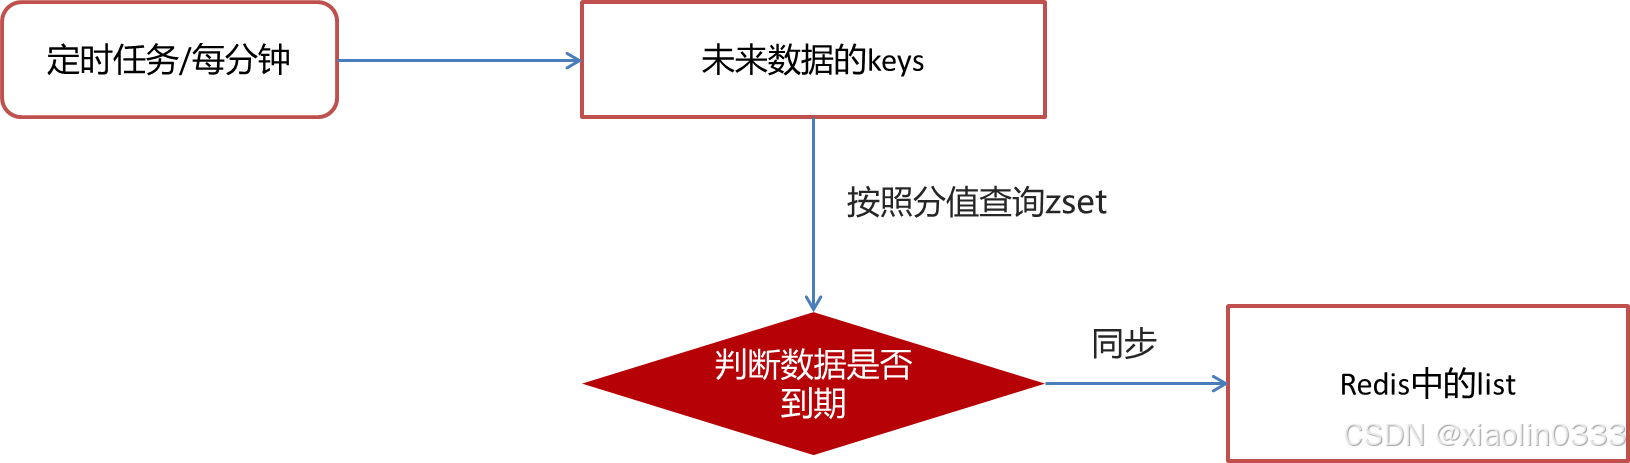 定时任务/每分钟
未来数据的keys
按照分值查询zset
判断数据是否
到期
同步
Redis中的list
CSDN @xiaolin0333